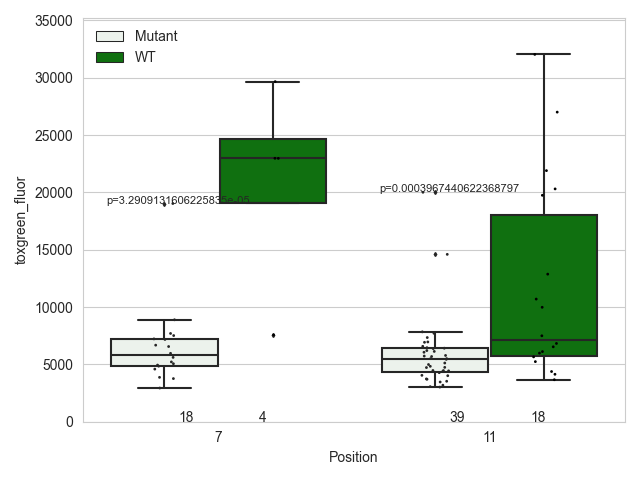 35000
Mutant
WT
30000
25000
20000
15000
10000
5000
0
toxgreen_fluor
p=3.2909131606225835e-05
p=0.0003967440622368797
18 4 39 18
7 11
Position